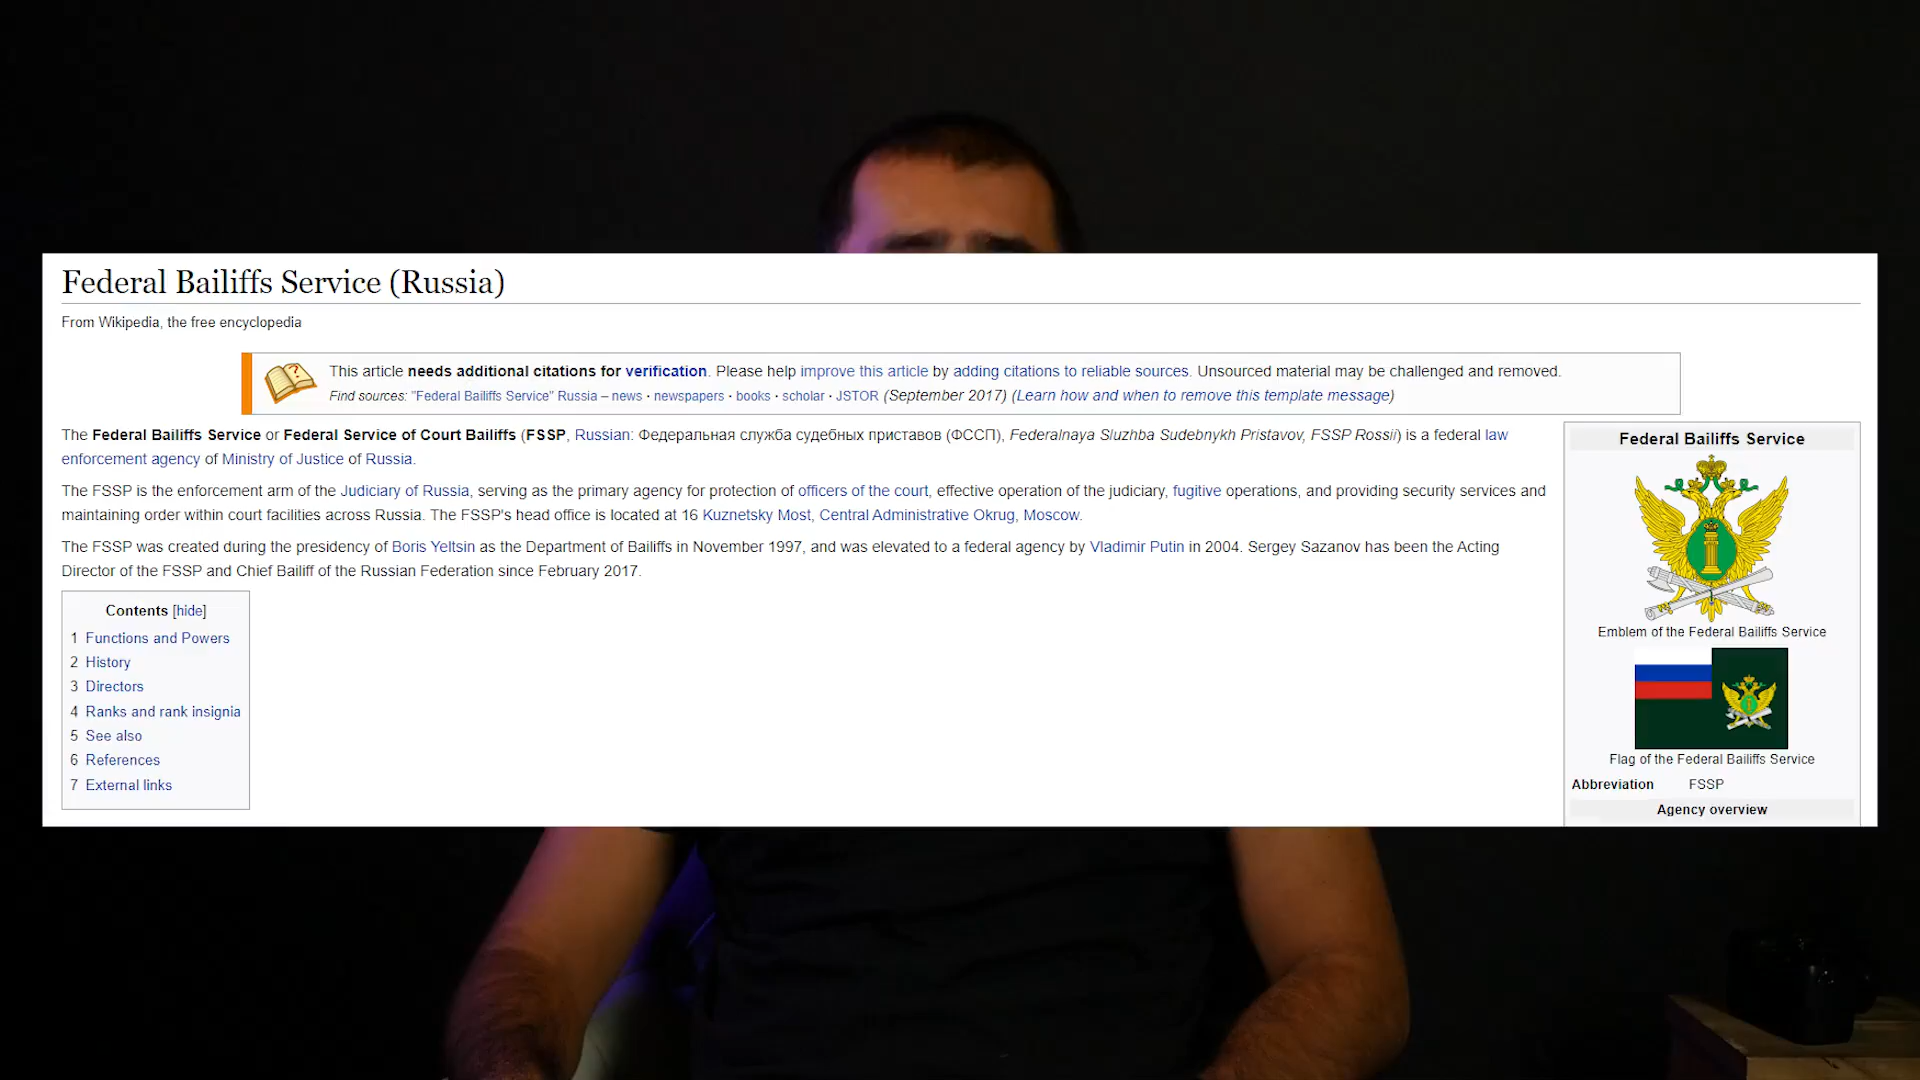 Federal Bailiffs Service (Russia)
From Wikipedia, the free encyclopedia
This article needs additional citations for verification. Please help improve this article by adding citations to reliable sources. Unsourced material may be challenged and removed.
Find sources: "Federal Bailiffs Service" Russia – news · newspapers · books · scholar · JSTOR (September 2017) (Learn how and when to remove this template message)
The Federal Bailiffs Service or Federal Service of Court Bailiffs (FSSP, Russian: Федеральная служба судебных приставов (ФССП), Federalnaya Sluzhba Sudebnykh Pristavov, FSSP Rossii) is a federal law
enforcement agency of Ministry of Justice of Russia.
The FSSP is the enforcement arm of the Judiciary of Russia, serving as the primary agency for protection of officers of the court, effective operation of the judiciary, fugitive operations, and providing security services and
maintaining order within court facilities across Russia. The FSSP's head office is located at 16 Kuznetsky Most, Central Administrative Okrug, Moscow.
The FSSP was created during the presidency of Boris Yeltsin as the Department of Bailiffs in November 1997, and was elevated to a federal agency by Vladimir Putin in 2004. Sergey Sazanov has been the Acting
Director of the FSSP and Chief Bailiff of the Russian Federation since February 2017.
Contents [hide]
1 Functions and Powers
2 History
3 Directors
4 Ranks and rank insignia
5 See also
6 References
7 External links
Federal Bailiffs Service
Emblem of the Federal Bailiffs Service
Flag of the Federal Bailiffs Service
Abbreviation FSSP
Agency overview